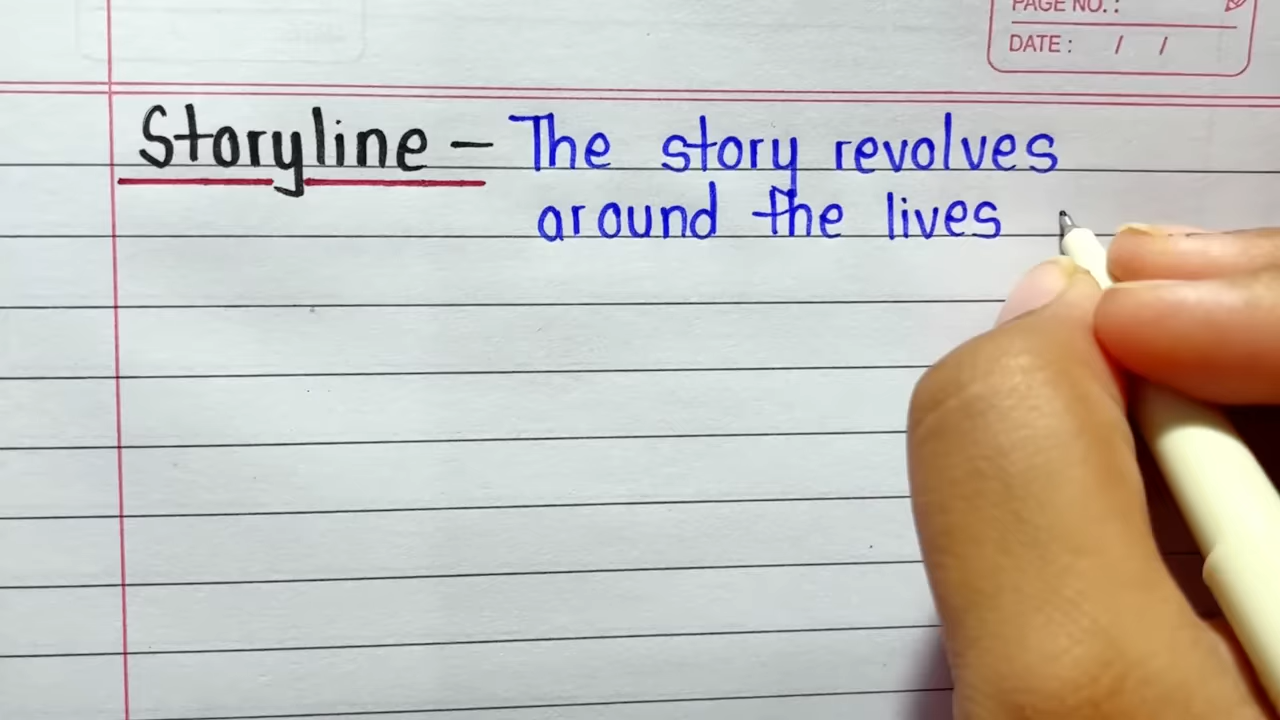 PAGE NO. :
DATE : / /
Storyline - The story revolves
around the lives